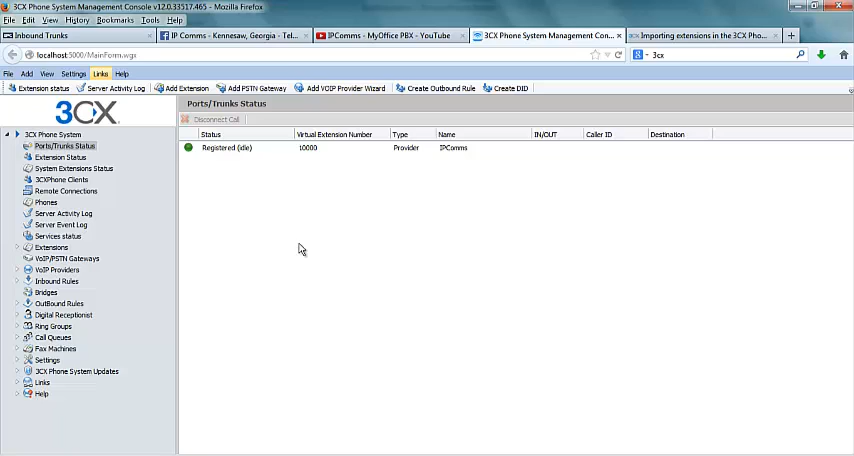 3CX Phone System Management Console v12.0.33517.465 - Mozilla Firefox
File Edit View History Bookmarks Tools Help
Inbound Trunks
IP Comms - Kennesaw, Georgia - Tel...
IPComms - MyOffice PBX - YouTube
3CX Phone System Management Con...
Importing extensions in the 3CX Pho...
localhost:5000/MainForm.wgx
3cx
File Add View Settings Links Help
Extension status Server Activity Log Add Extension Add PSTN Gateway Add VOIP Provider Wizard Create Outbound Rule Create DID
3CX
Ports/Trunks Status
Disconnect Call
Status Virtual Extension Number Type Name IN/OUT Caller ID Destination
Registered (idle) 10000 Provider IPComms
3CX Phone System
Ports/Trunks Status
Extension Status
System Extensions Status
3CXPhone Clients
Remote Connections
Phones
Server Activity Log
Server Event Log
Services status
Extensions
VoIP/PSTN Gateways
VoIP Providers
Inbound Rules
Bridges
OutBound Rules
Digital Receptionist
Ring Groups
Call Queues
Fax Machines
Settings
3CX Phone System Updates
Links
Help